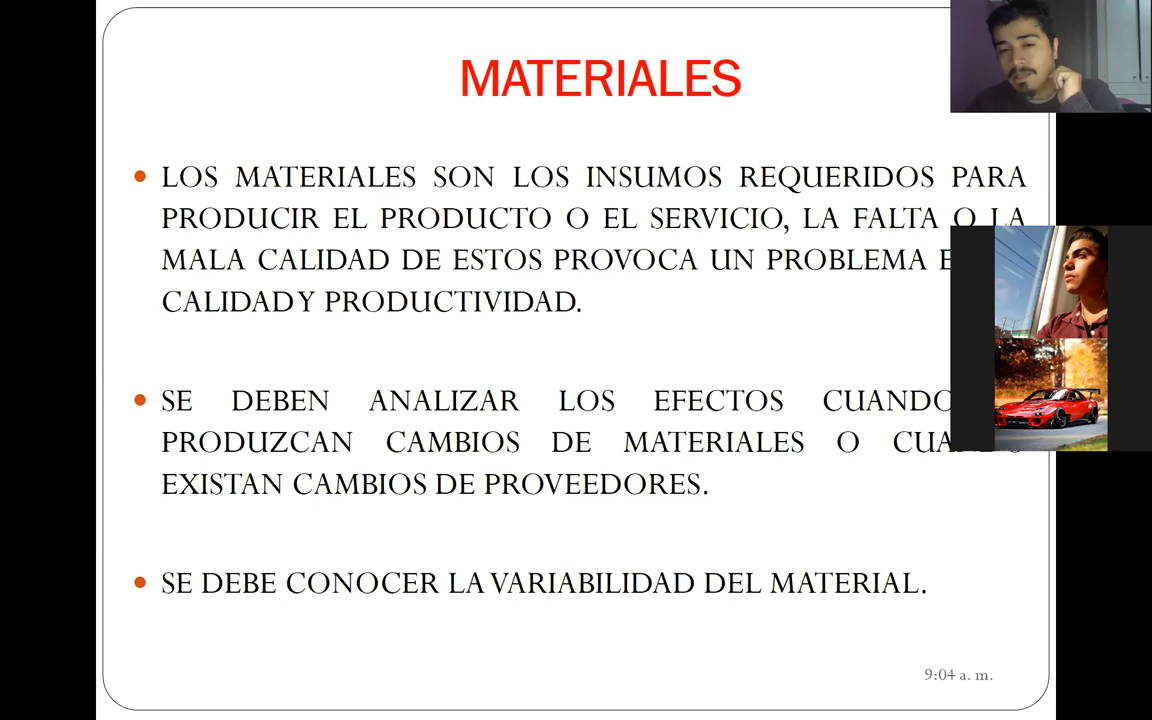 MATERIALES
LOS MATERIALES SON LOS INSUMOS REQUERIDOS PARA
PRODUCIR EL PRODUCTO O EL SERVICIO, LA FALTA O LA
MALA CALIDAD DE ESTOS PROVOCA UN PROBLEMA
CALIDAD Y PRODUCTIVIDAD.
SE DEBEN ANALIZAR LOS EFECTOS CUANDO
PRODUZCAN CAMBIOS DE MATERIALES O CUANDO
EXISTAN CAMBIOS DE PROVEEDORES.
SE DEBE CONOCER LA VARIABILIDAD DEL MATERIAL.
9:04 a. m.